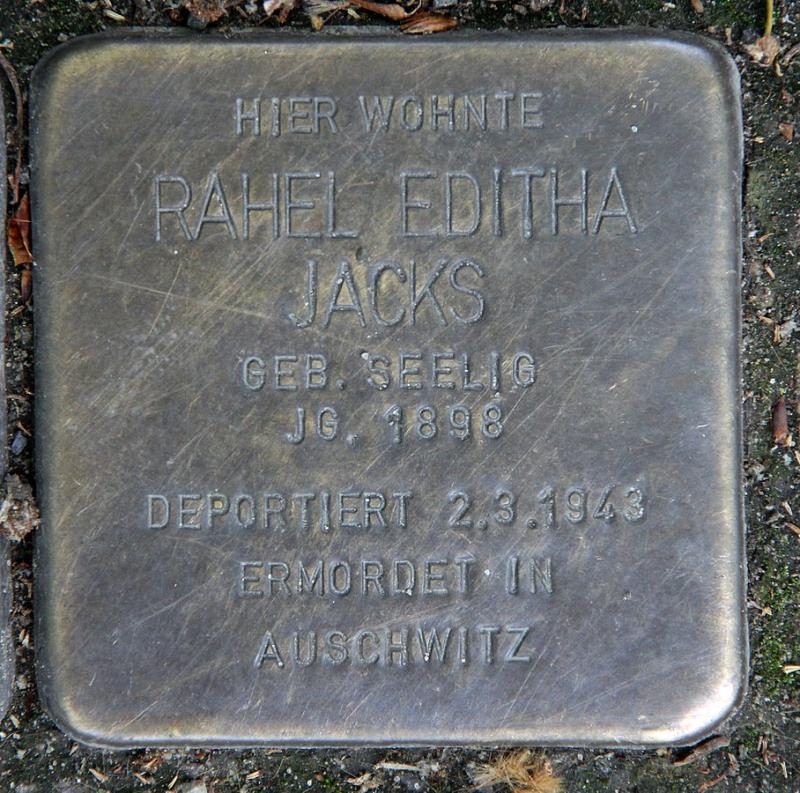 HIER WOHNTE
RAHEL EDITHA
JACKS
GEB. SEELIG
JG. 1898
DEPORTIERT 2.3.1943
ERMORDET IN
AUSCHWITZ